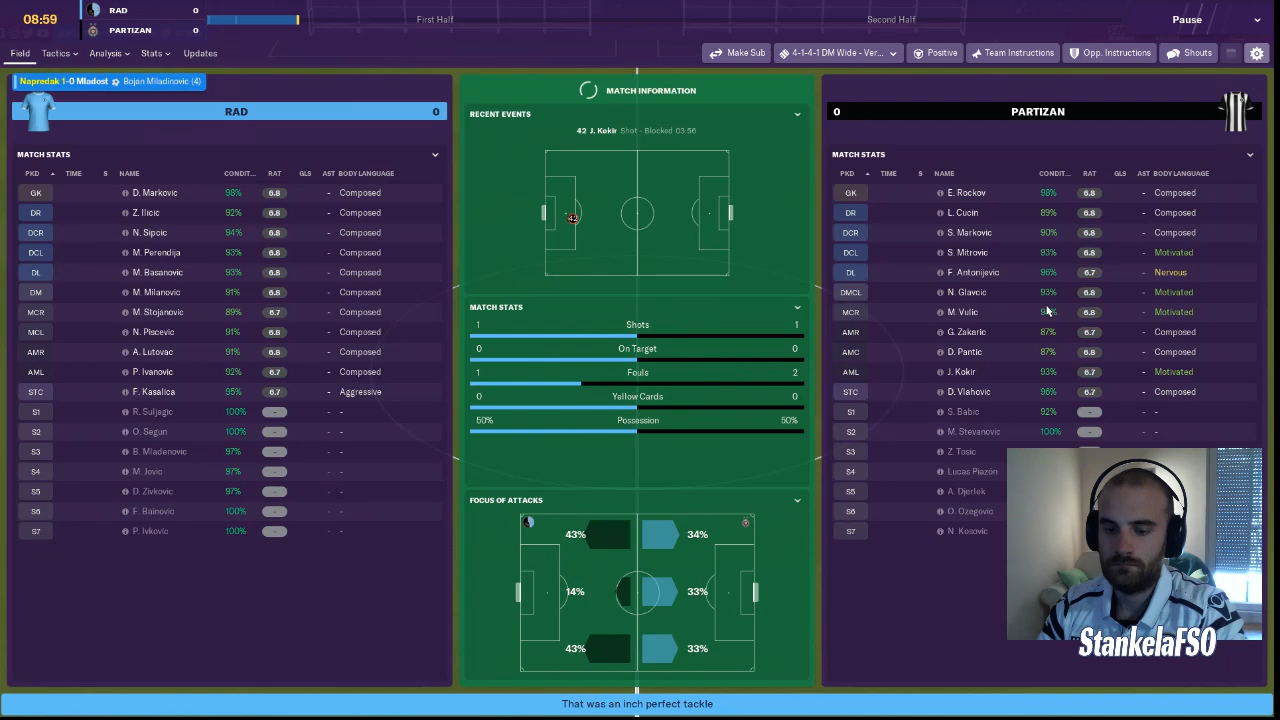 08:59 RAD 0 First Half Second Half Pause
PARTIZAN 0
Field Tactics Analysis Stats Updates Make Sub 4-1-4-1 DM Wide - Ver... Positive Team Instructions Opp. Instructions Shouts
Napredak 1-0 Mladost Bojan Miladinovic (4)
RAD 0
MATCH STATS
PKD TIME S NAME CONDIT... RAT GLS AST BODY LANGUAGE
GK D. Markovic 98% 6.8 - Composed
DR Z. Ilicic 92% 6.8 - Composed
DCR N. Sipcic 94% 6.8 - Composed
DCL M. Perendija 93% 6.8 - Composed
DL M. Basanovic 93% 6.8 - Composed
DM M. Milanovic 91% 6.8 - Composed
MCR M. Stojanovic 89% 6.7 - Composed
MCL N. Piscevic 91% 6.8 - Composed
AMR A. Lutovac 91% 6.8 - Composed
AML P. Ivanovic 92% 6.7 - Composed
STC F. Kasalica 95% 6.7 - Aggressive
S1 R. Suljagic 100% - - -
S2 O. Segun 100% - - -
S3 B. Mladenovic 97% - - -
S4 M. Jovic 97% - - -
S5 D. Zivkovic 97% - - -
S6 F. Bainovic 100% - - -
S7 P. Ivkovic 100% - - -
MATCH INFORMATION
RECENT EVENTS
42 J. Kokir Shot - Blocked 03:56
42
MATCH STATS
1 Shots 1
0 On Target 0
1 Fouls 2
0 Yellow Cards 0
50% Possession 50%
FOCUS OF ATTACKS
43% 34%
14% 33%
43% 33%
0 PARTIZAN
MATCH STATS
PKD TIME S NAME CONDIT... RAT GLS AST BODY LANGUAGE
GK E. Rockov 98% 6.8 - Composed
DR L. Cucin 89% 6.8 - Composed
DCR S. Markovic 90% 6.8 - Composed
DCL S. Mitrovic 93% 6.8 - Motivated
DL F. Antonijevic 96% 6.7 - Nervous
DMCL N. Glavcic 93% 6.8 - Motivated
MCR M. Vulic 6.8 - Motivated
AMR G. Zakaric 87% 6.7 - Composed
AMC D. Pantic 87% 6.8 - Composed
AML J. Kokir 93% 6.7 - Motivated
STC D. Vlahovic 96% 6.8 - Composed
S1 S. Babic 92% - - -
S2 M. Stevanovic 100% - - -
S3 Z. Tosic
S4 Lucas Piazón
S5 A. Djerlek
S6 O. Ozegovic
S7 N. Kosovic
StankelaFSO
That was an inch perfect tackle